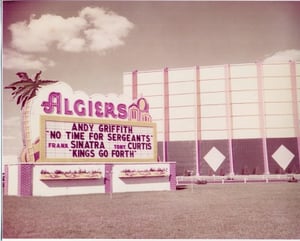 ALGIERS
ANDY GRIFFITH
"NO TIME FOR SERGEANTS"
FRANK SINATRA TONY CURTIS
"KINGS GO FORTH"